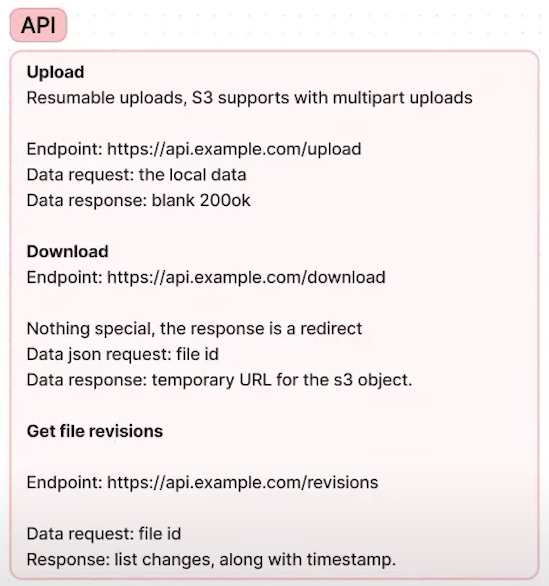 API
Upload
Resumable uploads, S3 supports with multipart uploads
Endpoint: https://api.example.com/upload
Data request: the local data
Data response: blank 200ok
Download
Endpoint: https://api.example.com/download
Nothing special, the response is a redirect
Data json request: file id
Data response: temporary URL for the s3 object.
Get file revisions
Endpoint: https://api.example.com/revisions
Data request: file id
Response: list changes, along with timestamp.